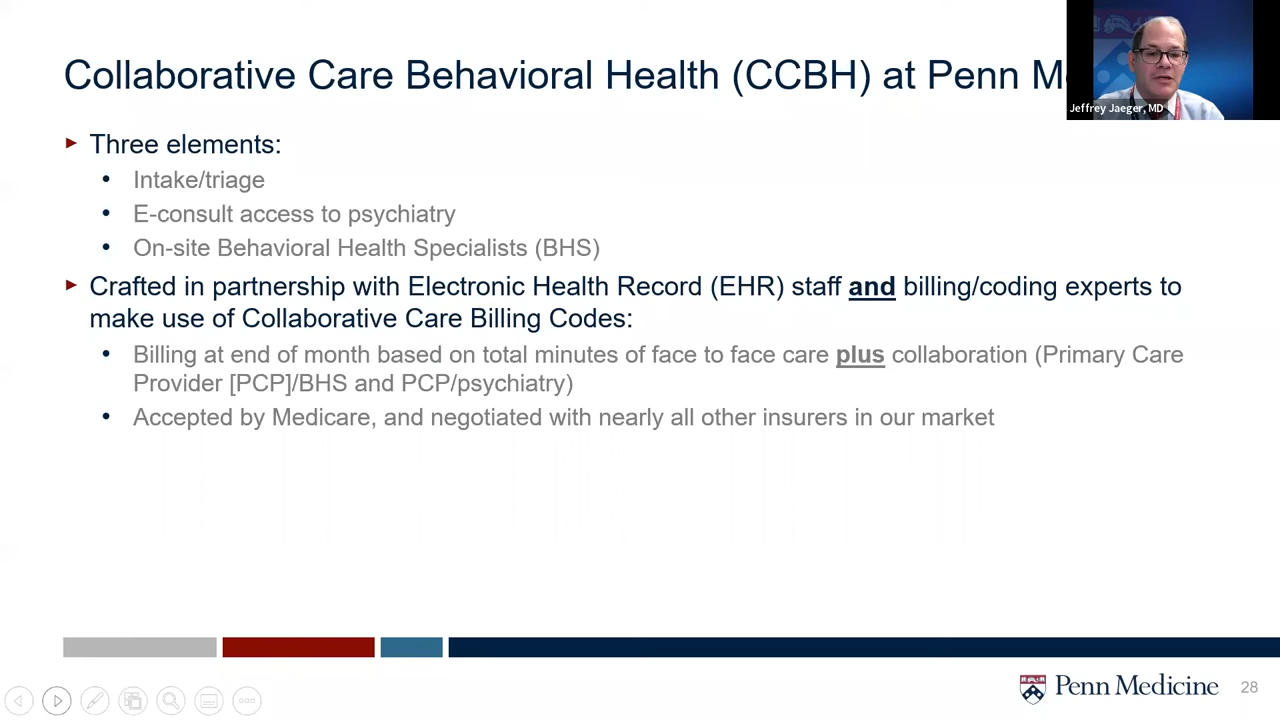 Collaborative Care Behavioral Health (CCBH) at Penn M
Jeffrey Jaeger, MD
Three elements:
Intake/triage
E-consult access to psychiatry
On-site Behavioral Health Specialists (BHS)
Crafted in partnership with Electronic Health Record (EHR) staff and billing/coding experts to
make use of Collaborative Care Billing Codes:
Billing at end of month based on total minutes of face to face care plus collaboration (Primary Care
Provider [PCP]/BHS and PCP/psychiatry)
Accepted by Medicare, and negotiated with nearly all other insurers in our market
Penn Medicine
28